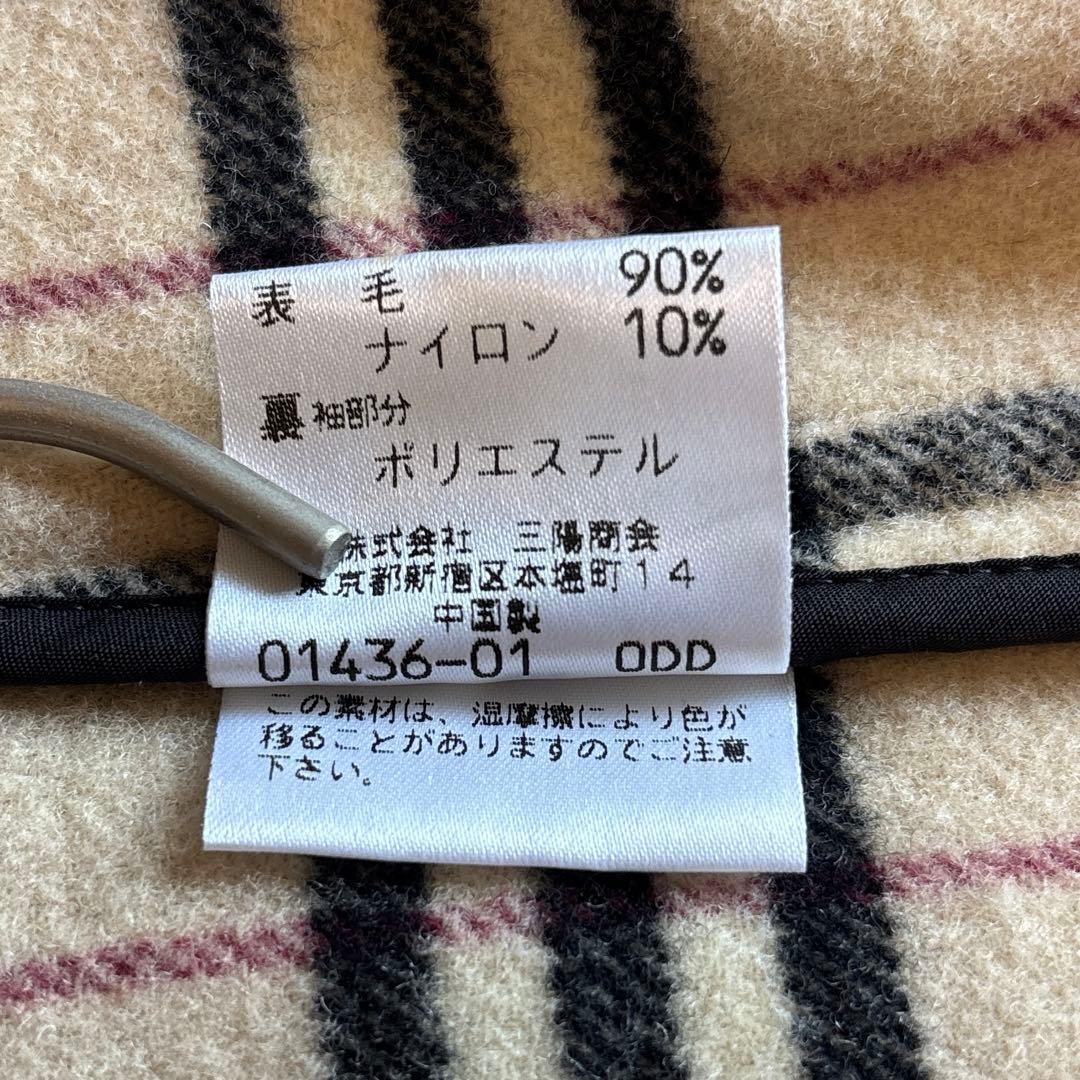 表 毛 90%
ナイロン 10%
裏 袖部分
ポリエステル
株式会社 三陽商会
東京都新宿区本塩町14
中国製
01436-01 ODD
この素材は、湿摩擦により色が
移ることがありますのでご注意
下さい。